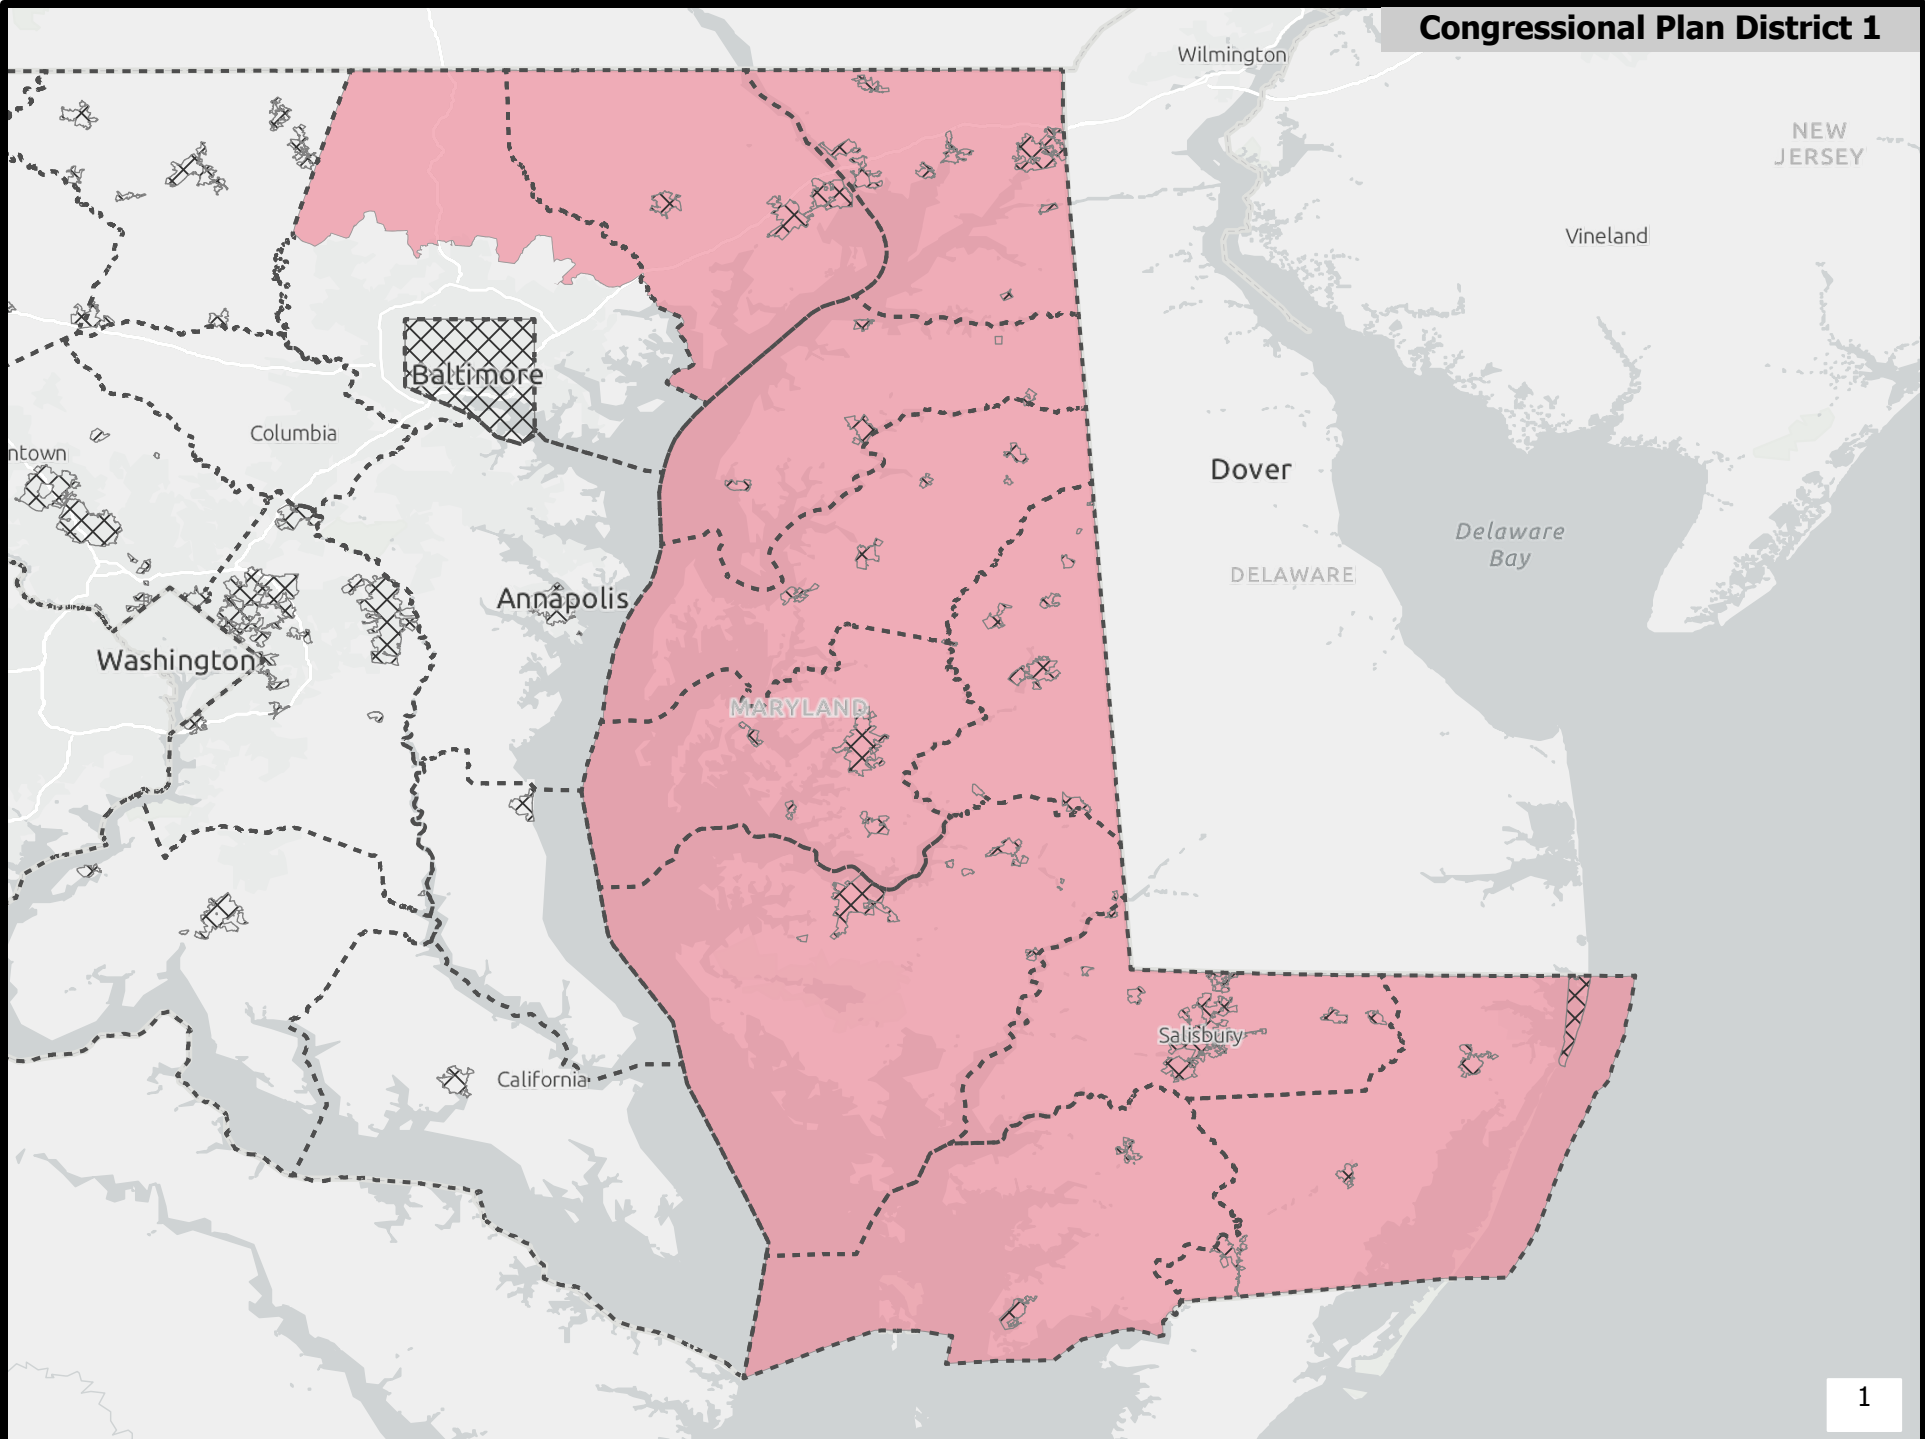 Congressional Plan District 1
Wilmington
NEW
JERSEY
Vineland
Baltimore
Columbia
ntown
Dover
Delaware
Bay
DELAWARE
Annapolis
Washington
MARYLAND
Salisbury
California
1